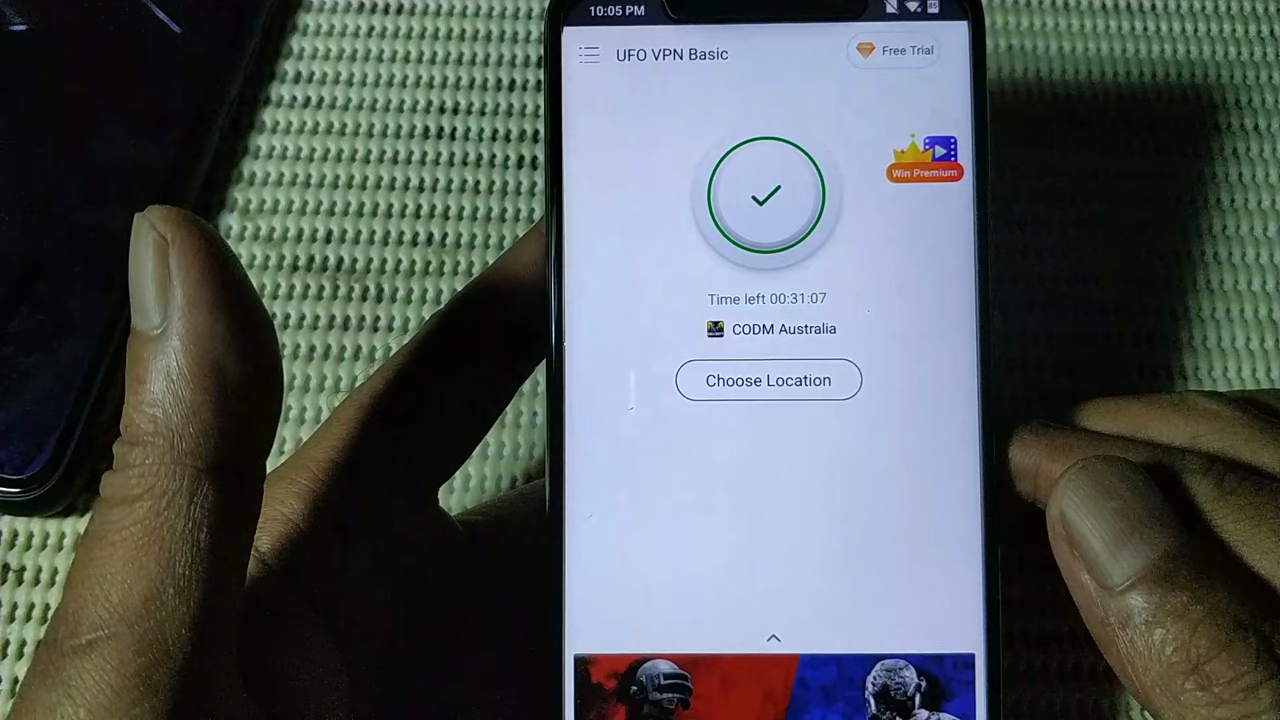 10:05 PM
85
UFO VPN Basic
Free Trial
Win Premium
Time left 00:31:07
CODM Australia
Choose Location